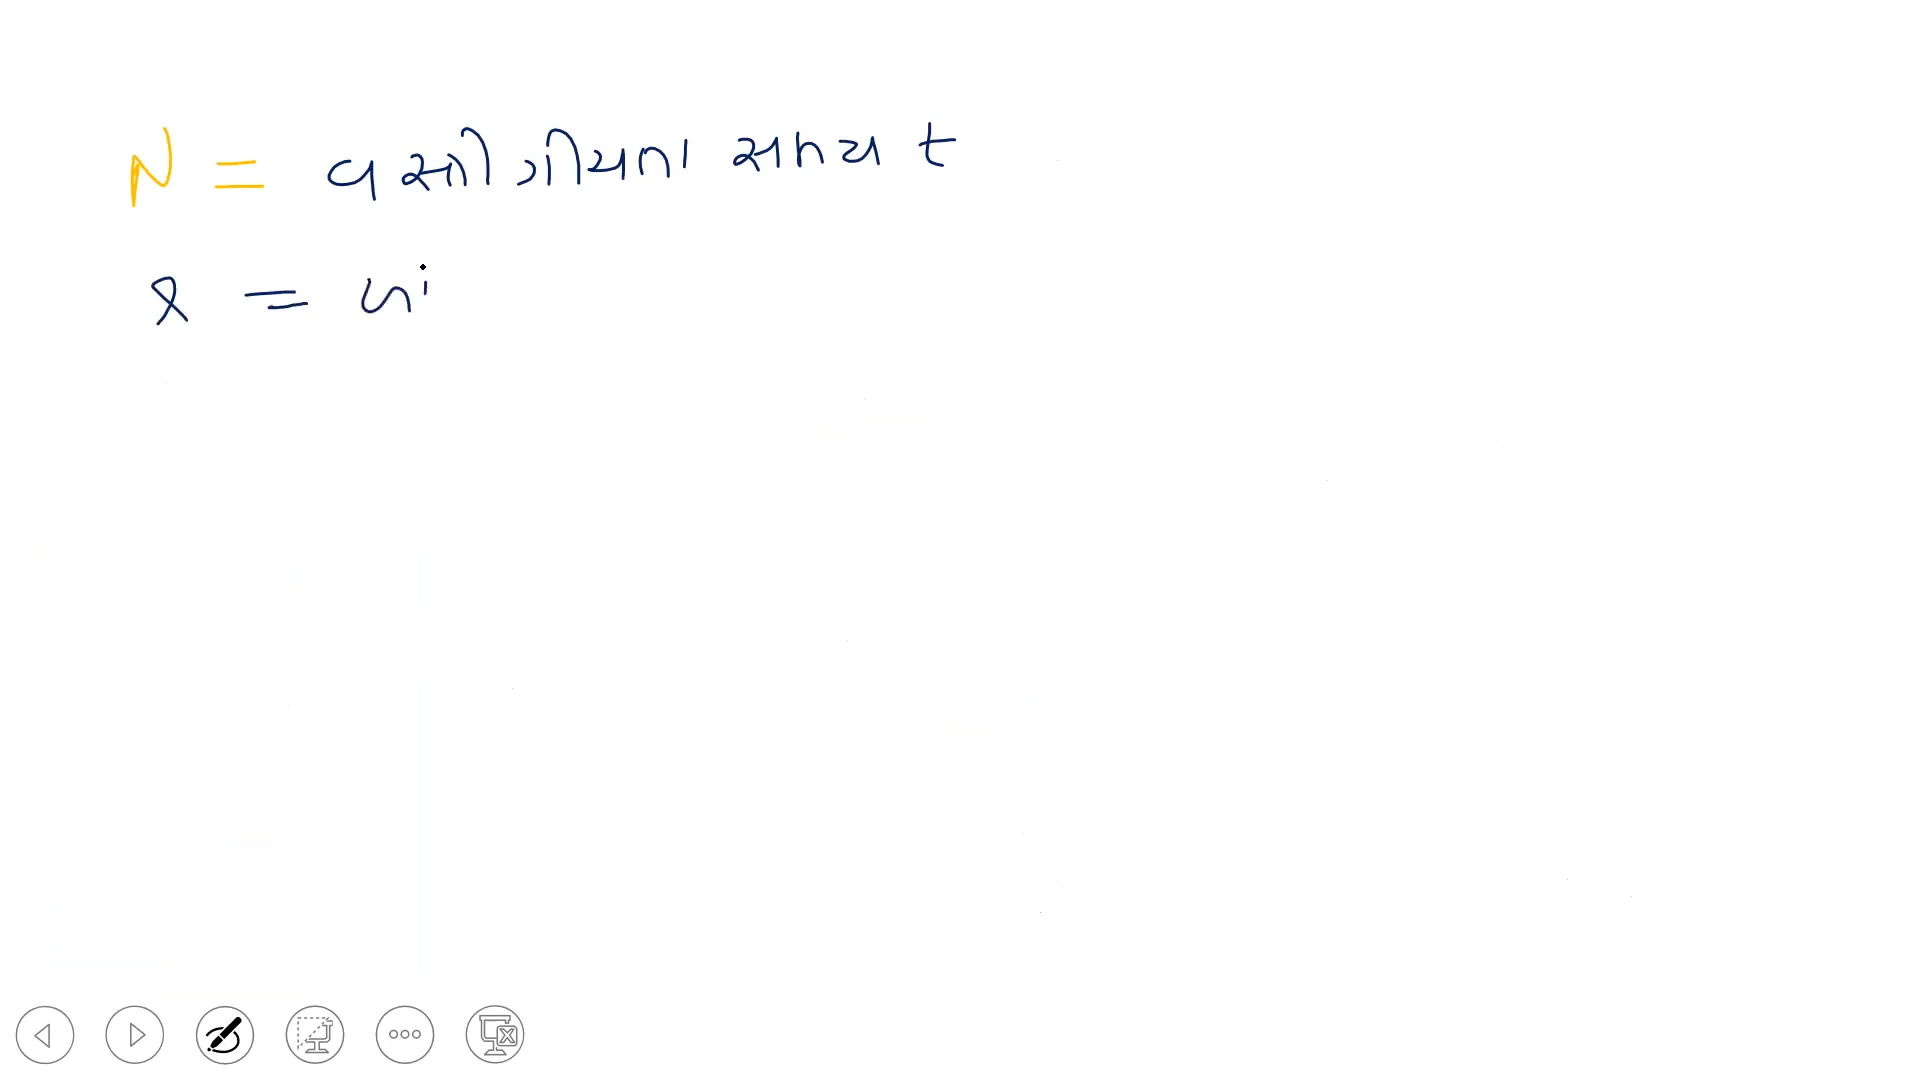 N = વસ્તી ગીચતા સમય t
=